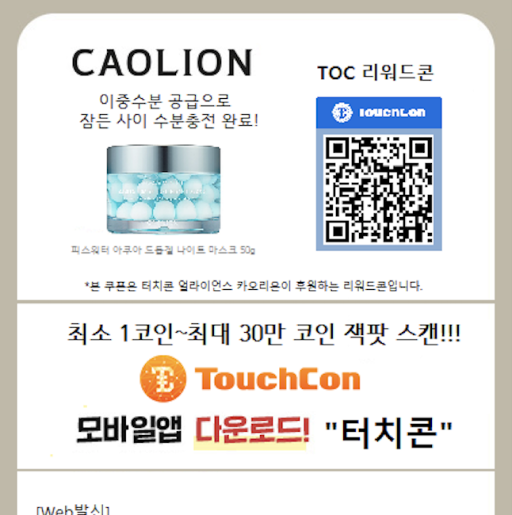 CAOLION
이중수분 공급으로
잠든 사이 수분충전 완료!
TOC 리워드콘
TouchCon
피스워터 아쿠아 드롭젤 나이트 마스크 50g
*본 쿠폰은 터치콘 얼라이언스 카오리온이 후원하는 리워드콘입니다.
최소 1코인~최대 30만 코인 잭팟 스캔!!!
TouchCon
모바일앱 다운로드! "터치콘"
[Web발신]